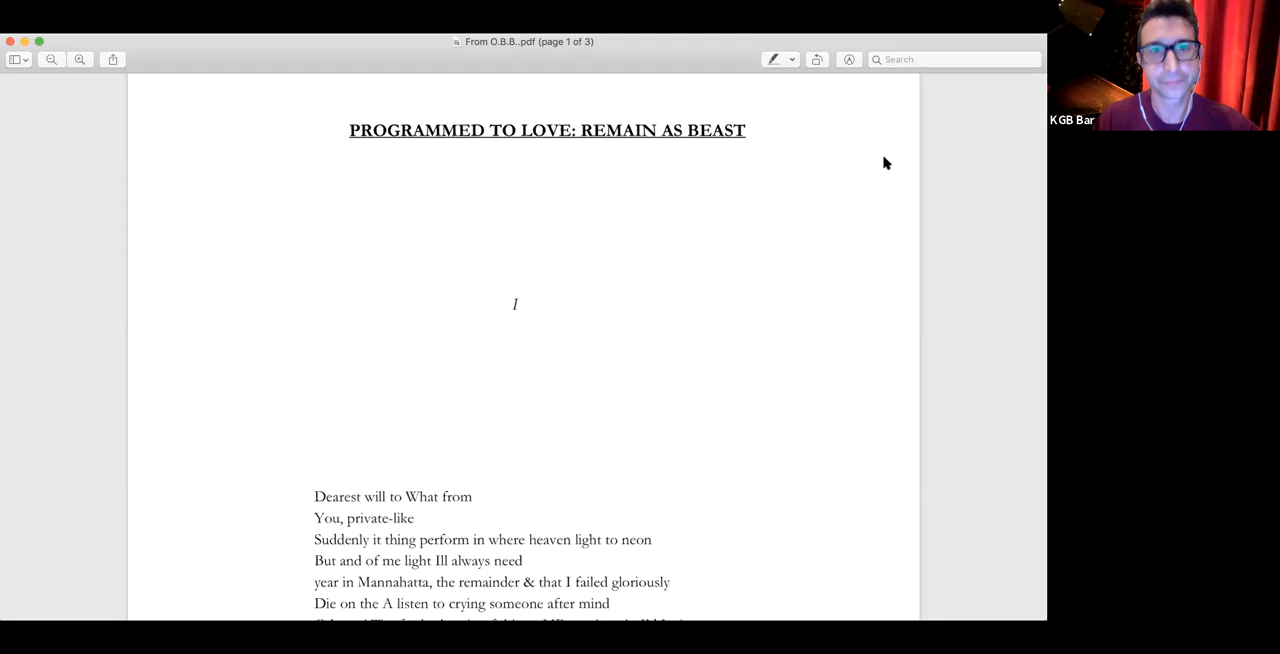 From O.B.B..pdf (page 1 of 3)
Search
KGB Bar
PROGRAMMED TO LOVE: REMAIN AS BEAST
I
Dearest will to What from
You, private-like
Suddenly it thing perform in where heaven light to neon
But and of me light Ill always need
year in Mannahatta, the remainder & that I failed gloriously
Die on the A listen to crying someone after mind